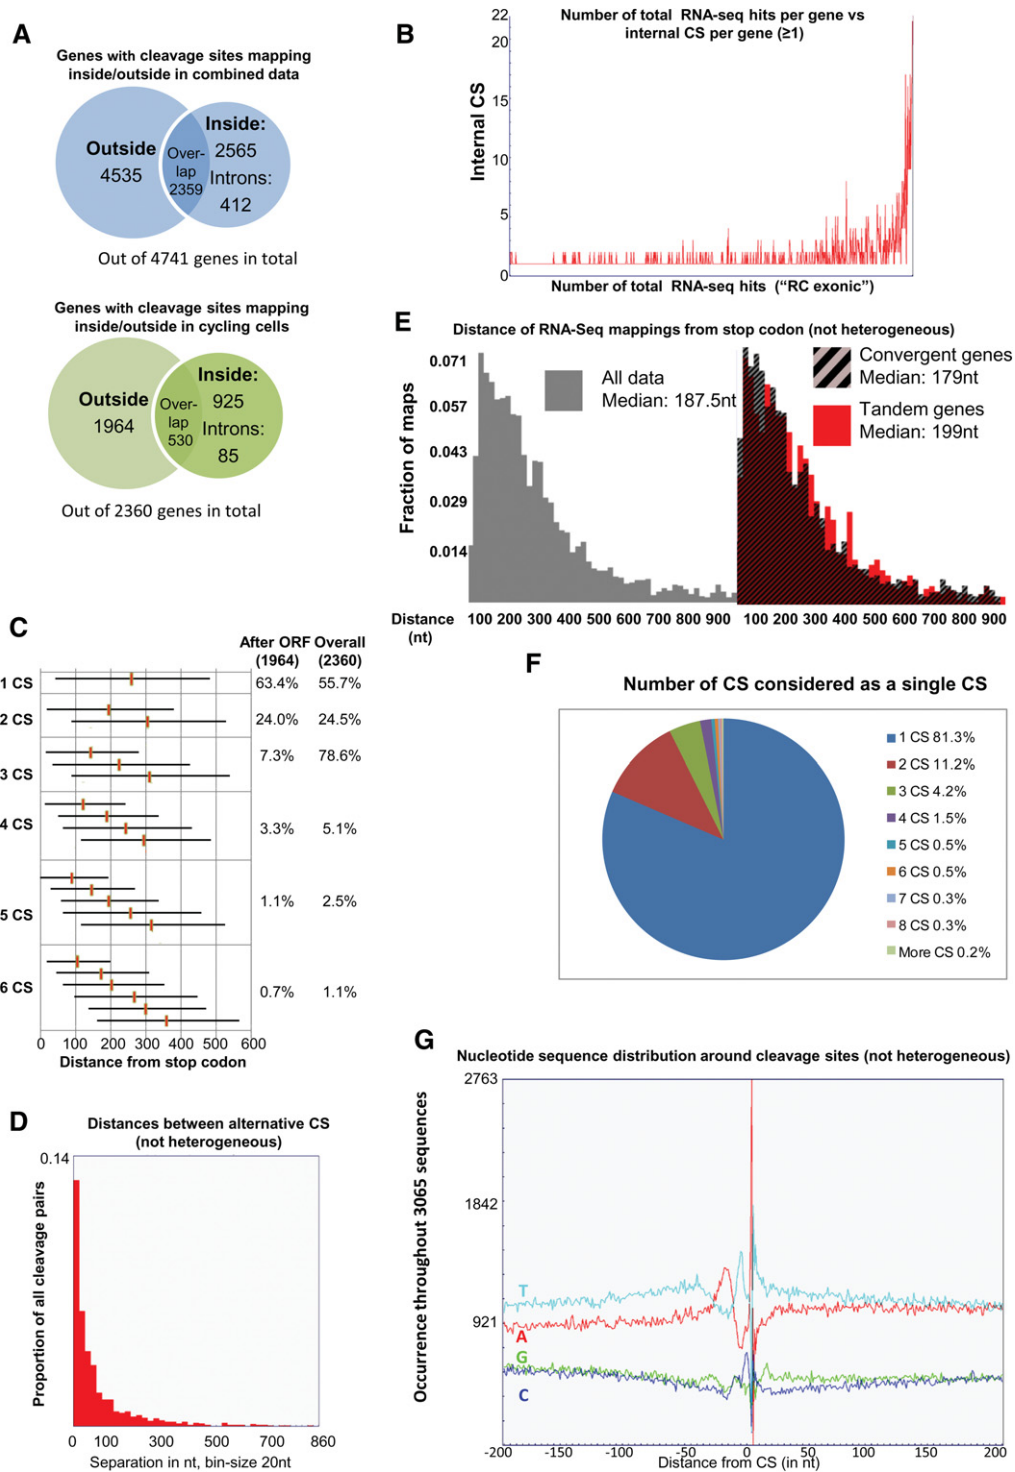 A
Genes with cleavage sites mapping
inside/outside in combined data
Outside
4535
Over-
lap
2359
Inside:
2565
Introns:
412
Out of 4741 genes in total
Genes with cleavage sites mapping
inside/outside in cycling cells
Outside
1964
Over-
lap
530
Inside:
925
Introns:
85
Out of 2360 genes in total
B
Number of total RNA-seq hits per gene vs
internal CS per gene (≥1)
Internal CS
22
20
15
10
5
0
Number of total RNA-seq hits ("RC exonic")
C
After ORF Overall
(1964) (2360)
1 CS 63.4% 55.7%
2 CS 24.0% 24.5%
3 CS 7.3% 78.6%
4 CS 3.3% 5.1%
5 CS 1.1% 2.5%
6 CS 0.7% 1.1%
0 100 200 300 400 500 600
Distance from stop codon
D
Distances between alternative CS
(not heterogeneous)
0.14
Proportion of all cleavage pairs
0 100 300 500 700 860
Separation in nt, bin-size 20nt
E
Distance of RNA-Seq mappings from stop codon (not heterogeneous)
Fraction of maps
0.071
0.057
0.043
0.029
0.014
All data
Median: 187.5nt
Convergent genes
Median: 179nt
Tandem genes
Median: 199nt
Distance
(nt)
100 200 300 400 500 600 700 800 900
100 200 300 400 500 600 700 800 900
F
Number of CS considered as a single CS
1 CS 81.3%
2 CS 11.2%
3 CS 4.2%
4 CS 1.5%
5 CS 0.5%
6 CS 0.5%
7 CS 0.3%
8 CS 0.3%
More CS 0.2%
G
Nucleotide sequence distribution around cleavage sites (not heterogeneous)
Occurrence throughout 3065 sequences
2763
1842
921
T
A
G
C
-200 -150 -100 -50 0 50 100 150 200
Distance from CS (in nt)